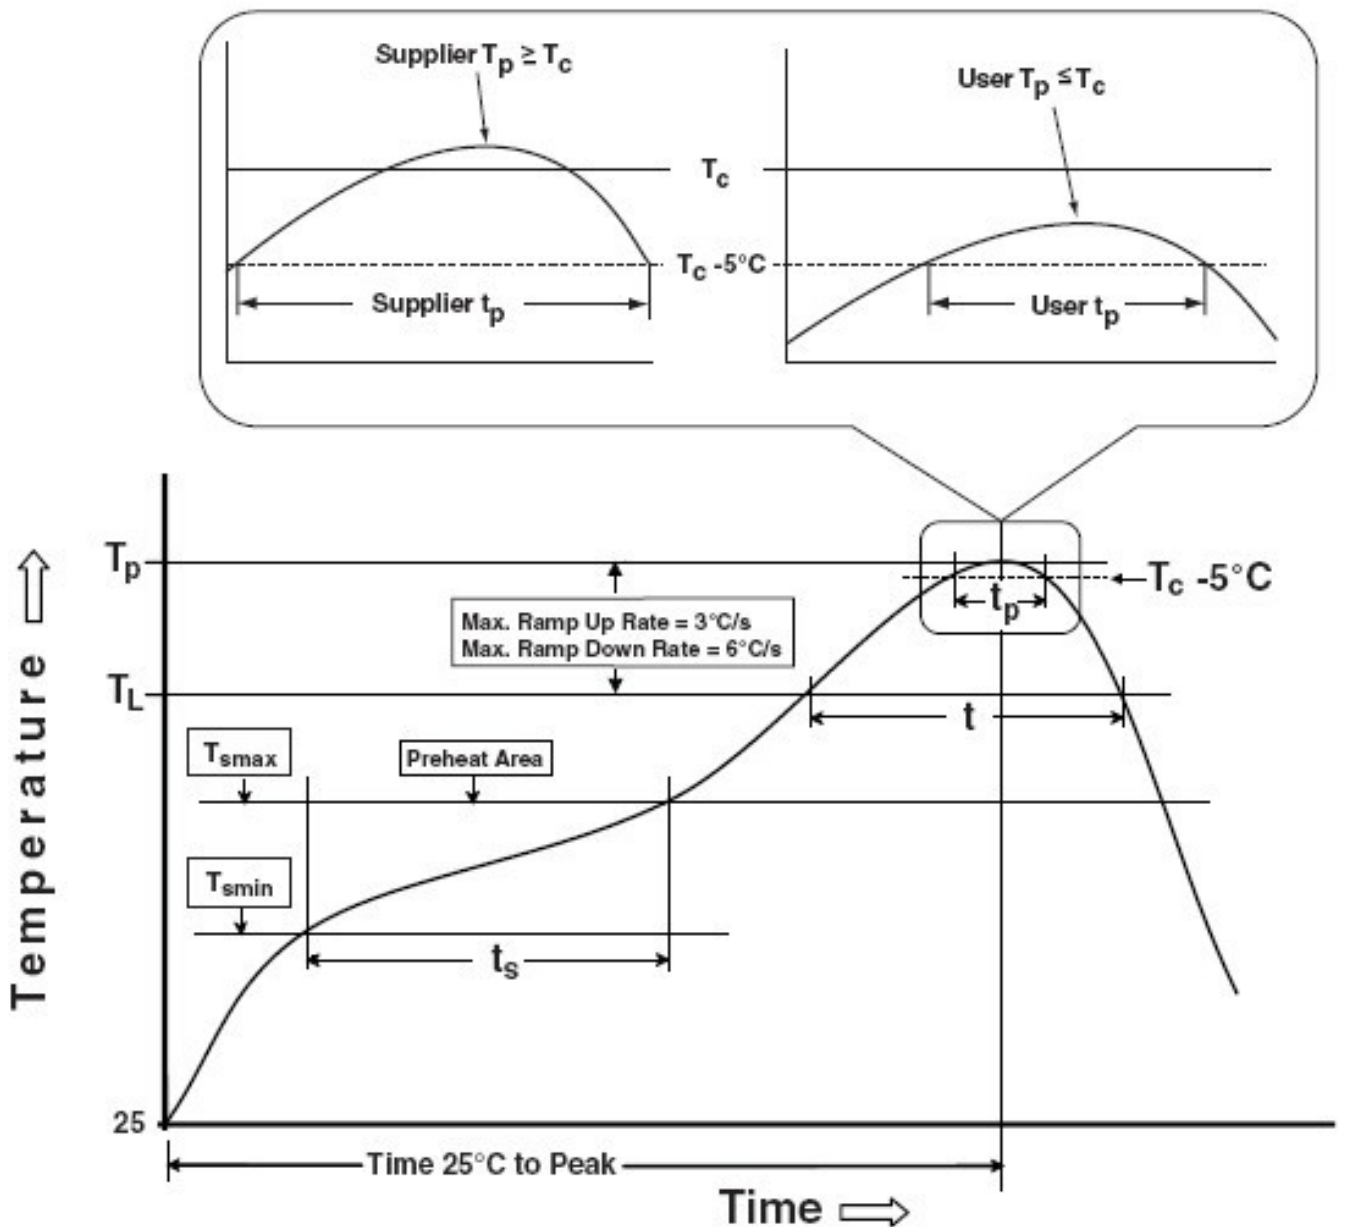 Supplier Tp ≥ Tc
User Tp ≤ Tc
Tc
Tc -5°C
Supplier tp
User tp
Tp
Tc -5°C
tp
Max. Ramp Up Rate = 3°C/s
Max. Ramp Down Rate = 6°C/s
TL
t
Tsmax
Preheat Area
Tsmin
ts
Temperature
25
Time 25°C to Peak
Time